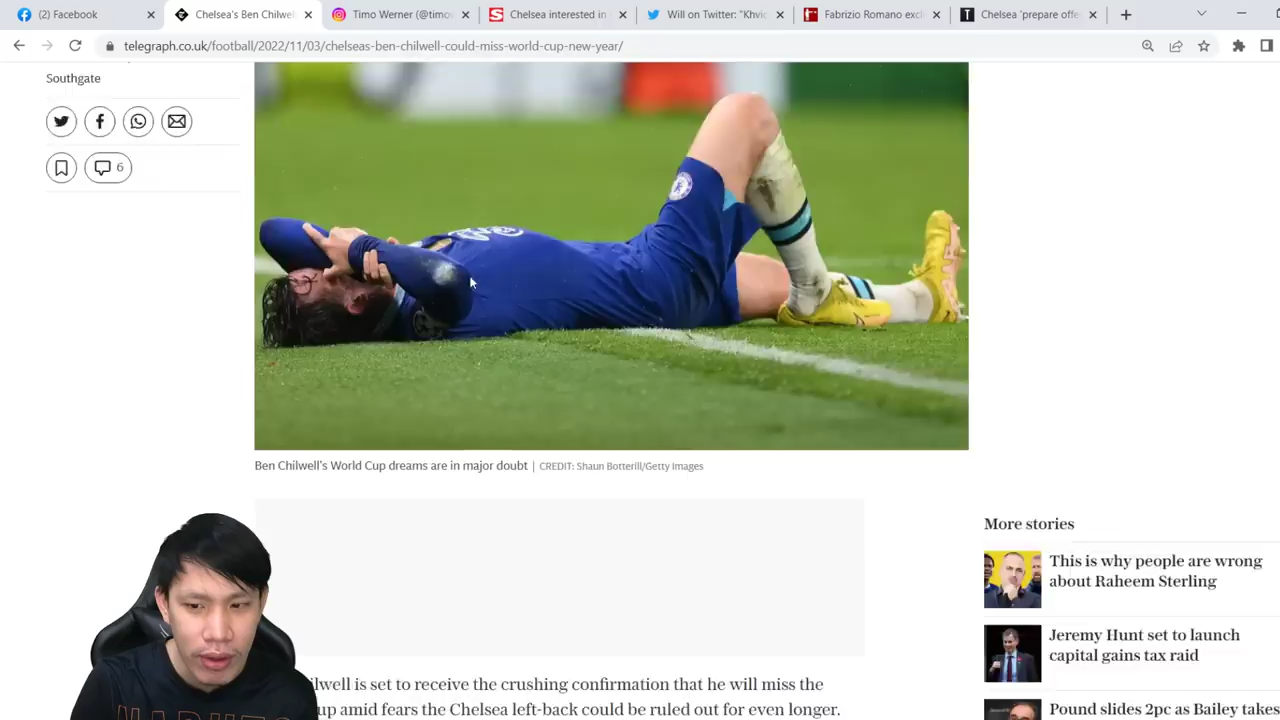 Facebook
Chelsea's Ben Chilwel
Timo Werner (@timov
Chelsea interested in
Will on Twitter: "Khvic
Fabrizio Romano excl
Chelsea 'prepare offe
telegraph.co.uk/football/2022/11/03/chelseas-ben-chilwell-could-miss-world-cup-new-year/
Southgate
6
Ben Chilwell's World Cup dreams are in major doubt | CREDIT: Shaun Botterill/Getty Images
More stories
This is why people are wrong
about Raheem Sterling
Jeremy Hunt set to launch
capital gains tax raid
Pound slides 2pc as Bailey takes
ilwell is set to receive the crushing confirmation that he will miss the
up amid fears the Chelsea left-back could be ruled out for even longer.